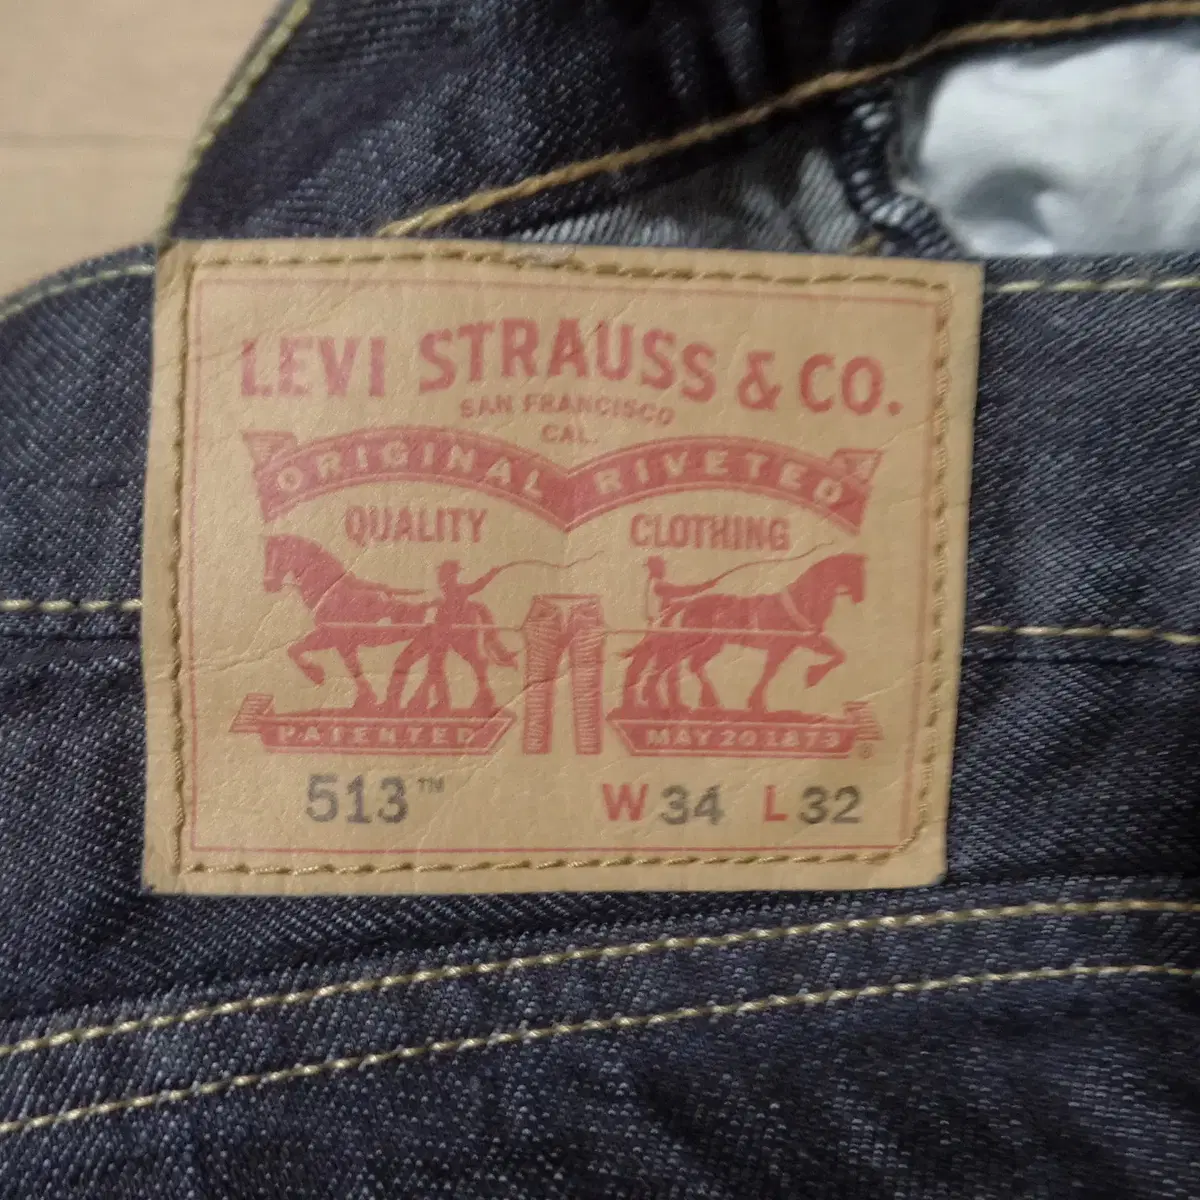 LEVI STRAUSS & CO.
SAN FRANCISCO
CAL.
ORIGINAL RIVETED
QUALITY CLOTHING
PATENTED MAY 20 1873 ®
513™ W 34 L 32